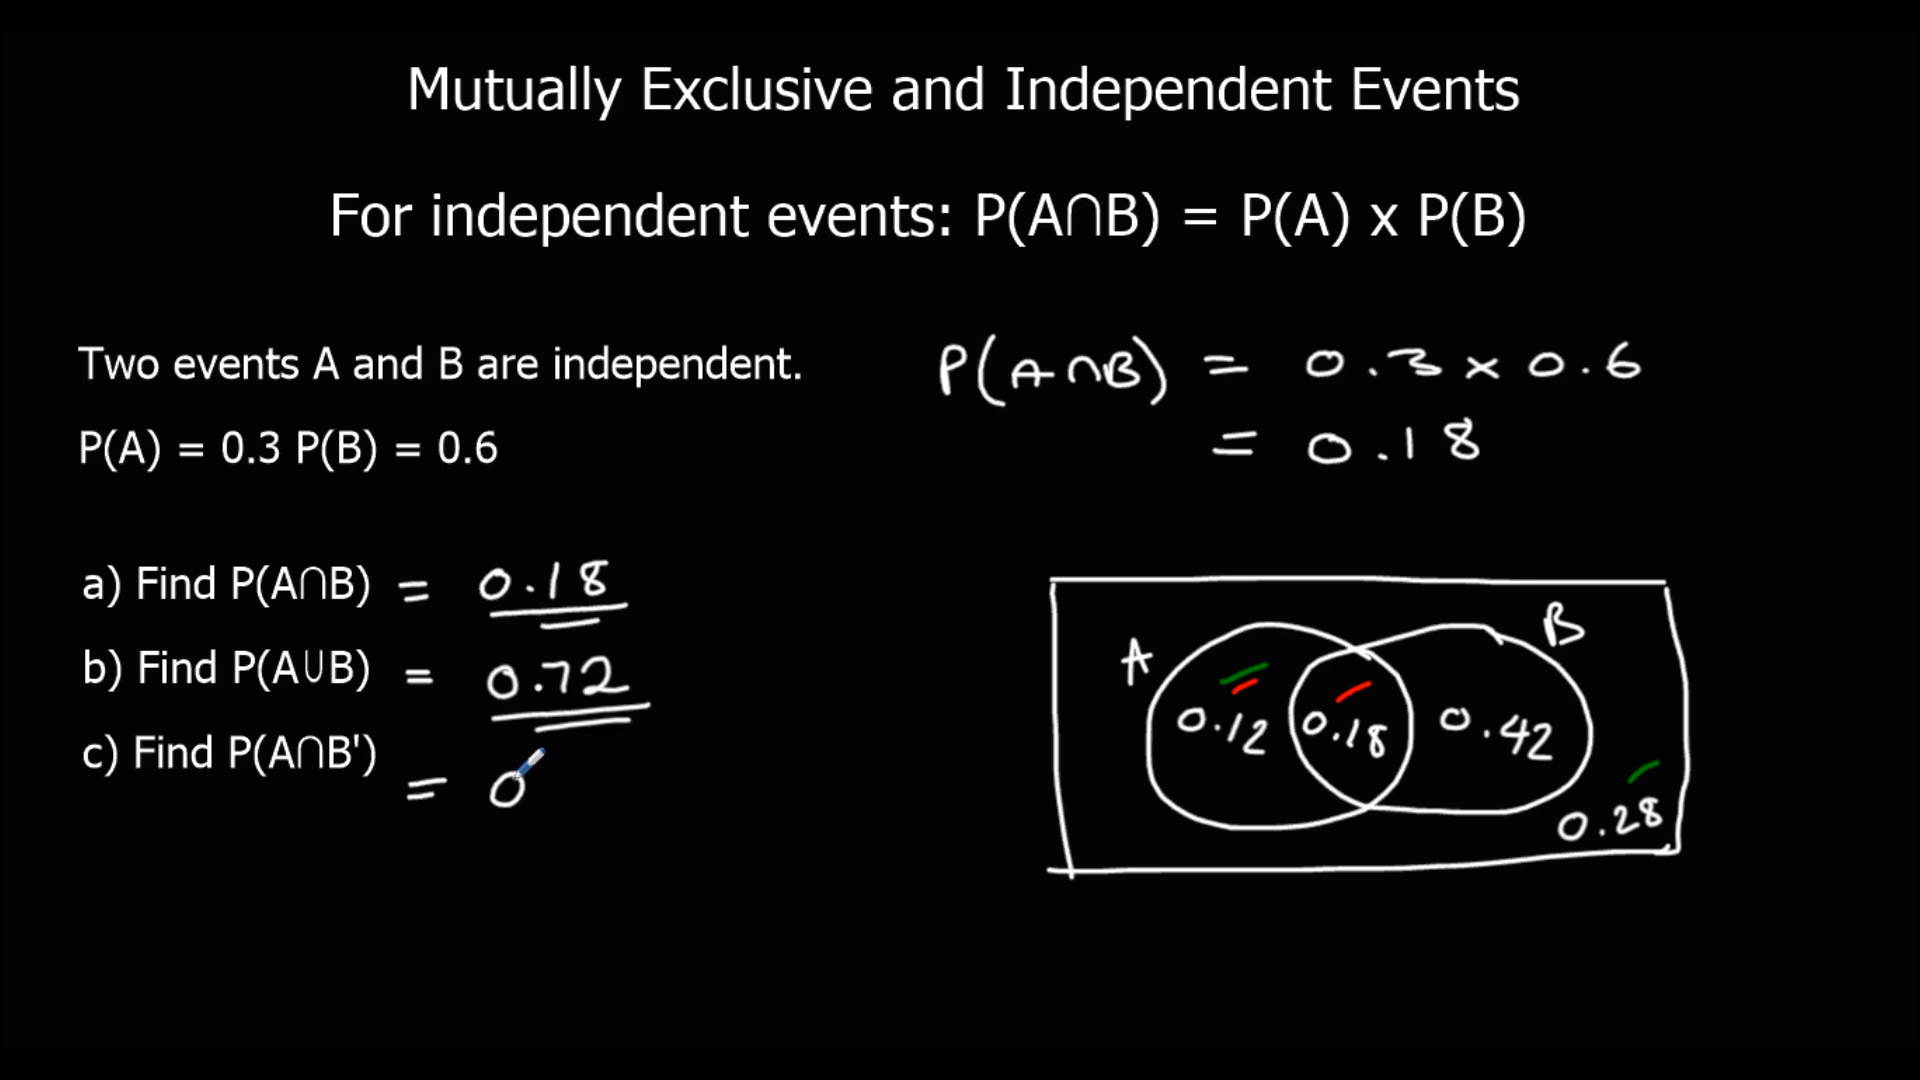 Mutually Exclusive and Independent Events
For independent events: P(A∩B) = P(A) x P(B)
Two events A and B are independent.
P(A) = 0.3 P(B) = 0.6
P(A∩B) = 0.3 x 0.6
= 0.18
a) Find P(A∩B) = 0.18
b) Find P(A∪B) = 0.72
c) Find P(A∩B') = 0
A
B
0.12 0.18 0.42
0.28